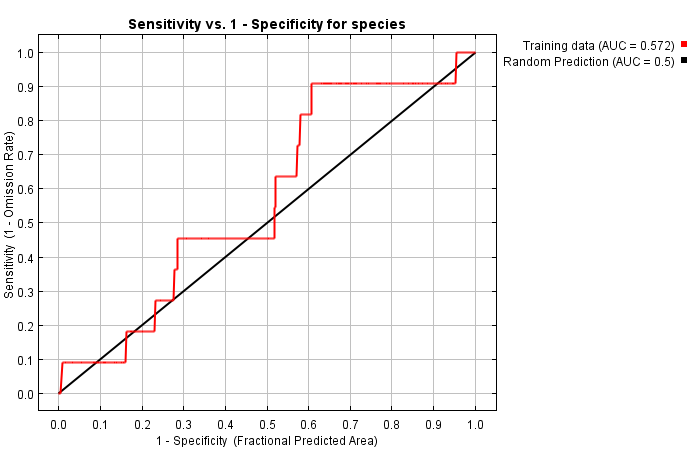 Sensitivity vs. 1 - Specificity for species
Training data (AUC = 0.572)
Random Prediction (AUC = 0.5)
Sensitivity (1 - Omission Rate)
1.0
0.9
0.8
0.7
0.6
0.5
0.4
0.3
0.2
0.1
0.0
0.0 0.1 0.2 0.3 0.4 0.5 0.6 0.7 0.8 0.9 1.0
1 - Specificity (Fractional Predicted Area)